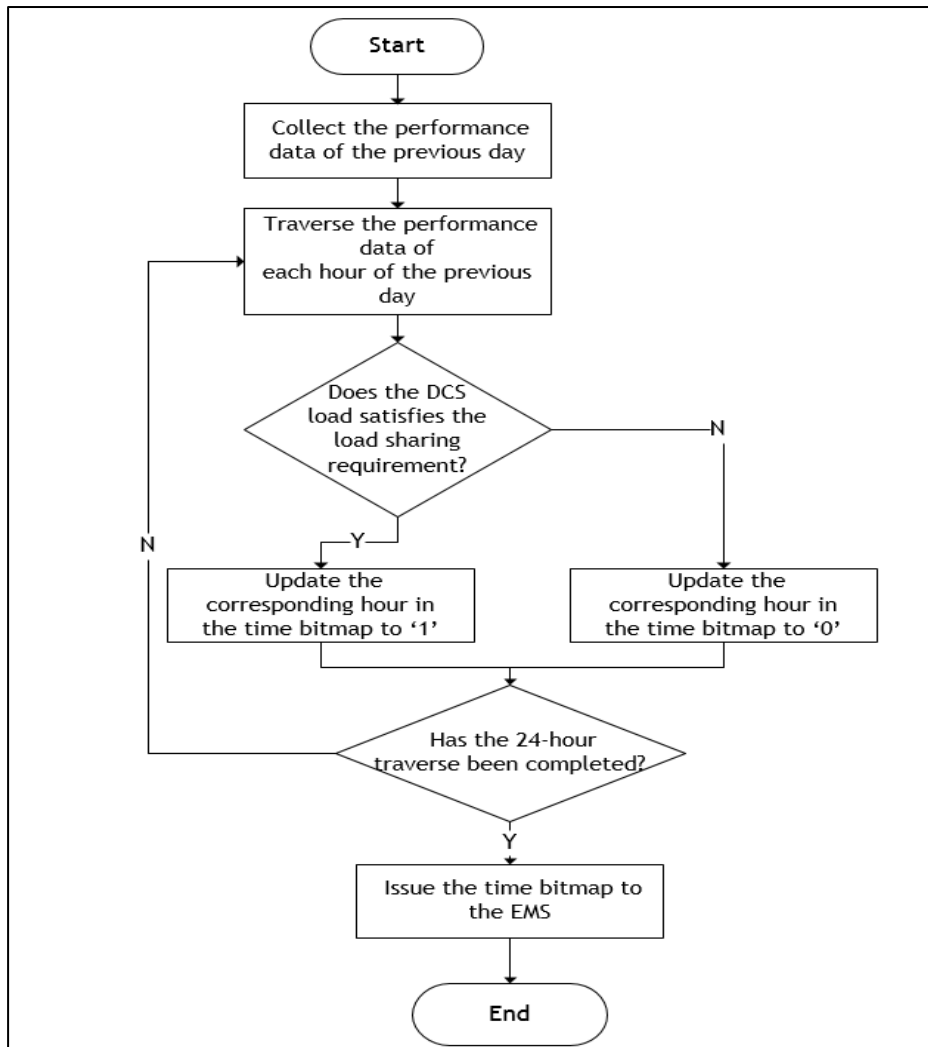 Start
Collect the performance
data of the previous day
Traverse the performance
data of
each hour of the previous
day
Does the DCS
load satisfies the
load sharing
requirement?
N
Y
N
Update the
corresponding hour in
the time bitmap to ‘1’
Update the
corresponding hour in
the time bitmap to ‘0’
Has the 24-hour
traverse been completed?
Y
Issue the time bitmap to
the EMS
End